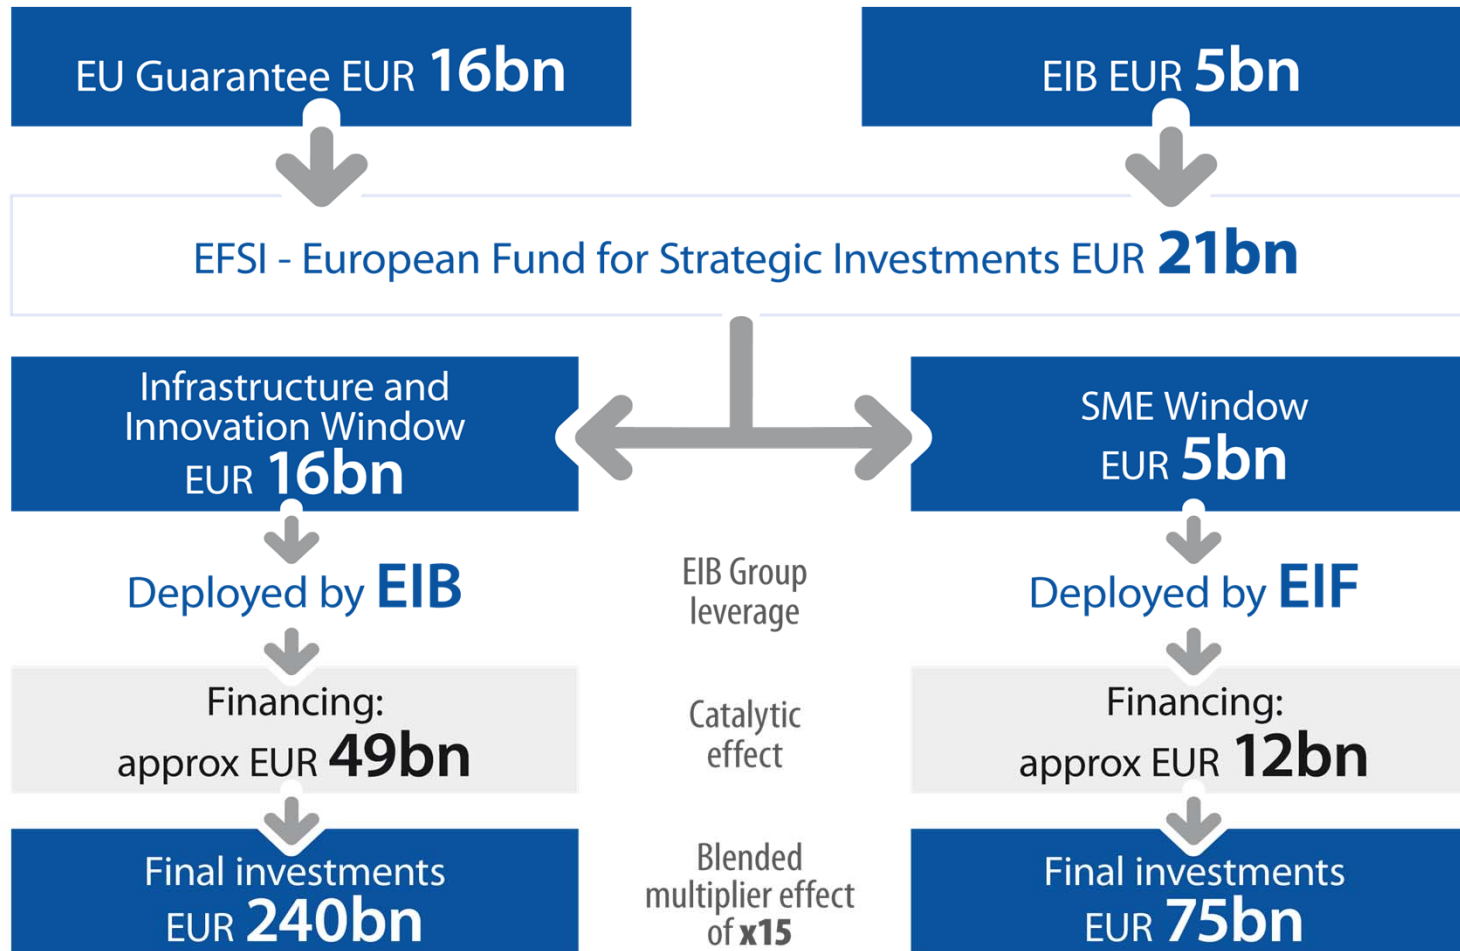 EU Guarantee EUR 16bn
EIB EUR 5bn
EFSI - European Fund for Strategic Investments EUR 21bn
Infrastructure and
Innovation Window
EUR 16bn
SME Window
EUR 5bn
Deployed by EIB
EIB Group
leverage
Deployed by EIF
Financing:
approx EUR 49bn
Catalytic
effect
Financing:
approx EUR 12bn
Final investments
EUR 240bn
Blended
multiplier effect
of x15
Final investments
EUR 75bn